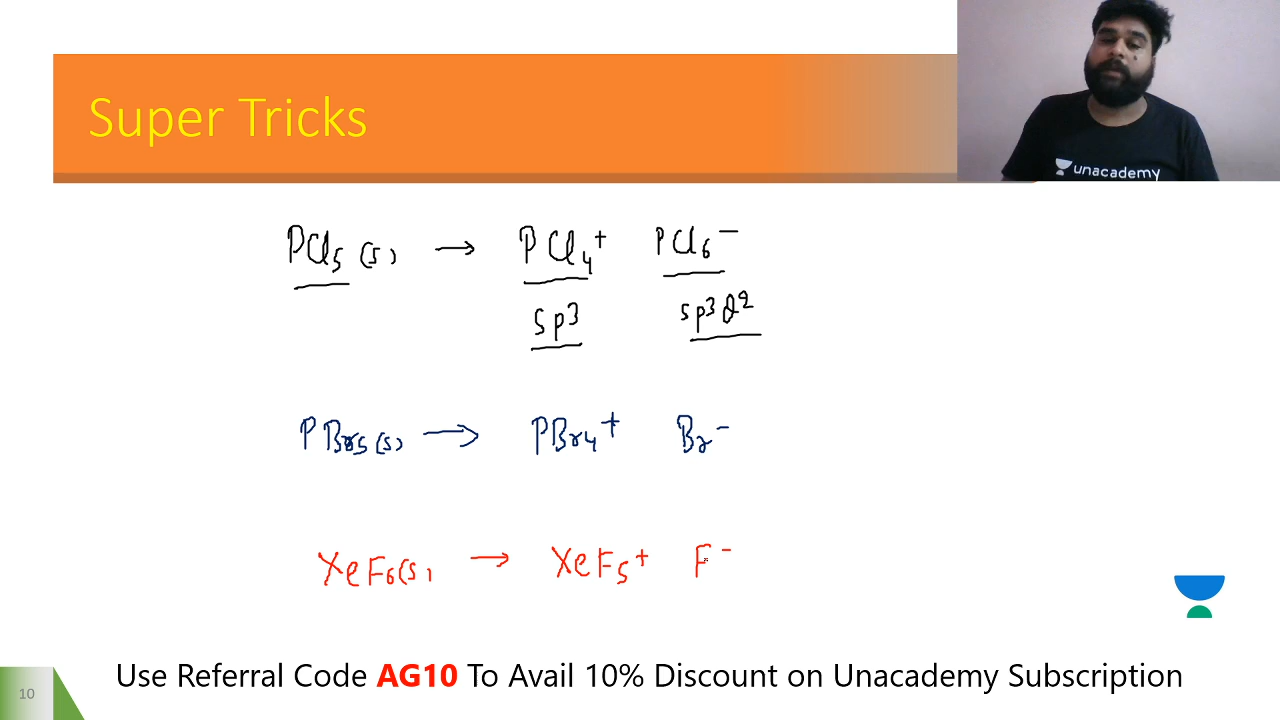 Super Tricks
unacademy
PCl5 (s) → PCl4+ PCl6−
sp3 sp3d2
PBr5(s) → PBr4+ Br−
XeF6(s) → XeF5+ F−
Use Referral Code AG10 To Avail 10% Discount on Unacademy Subscription
10